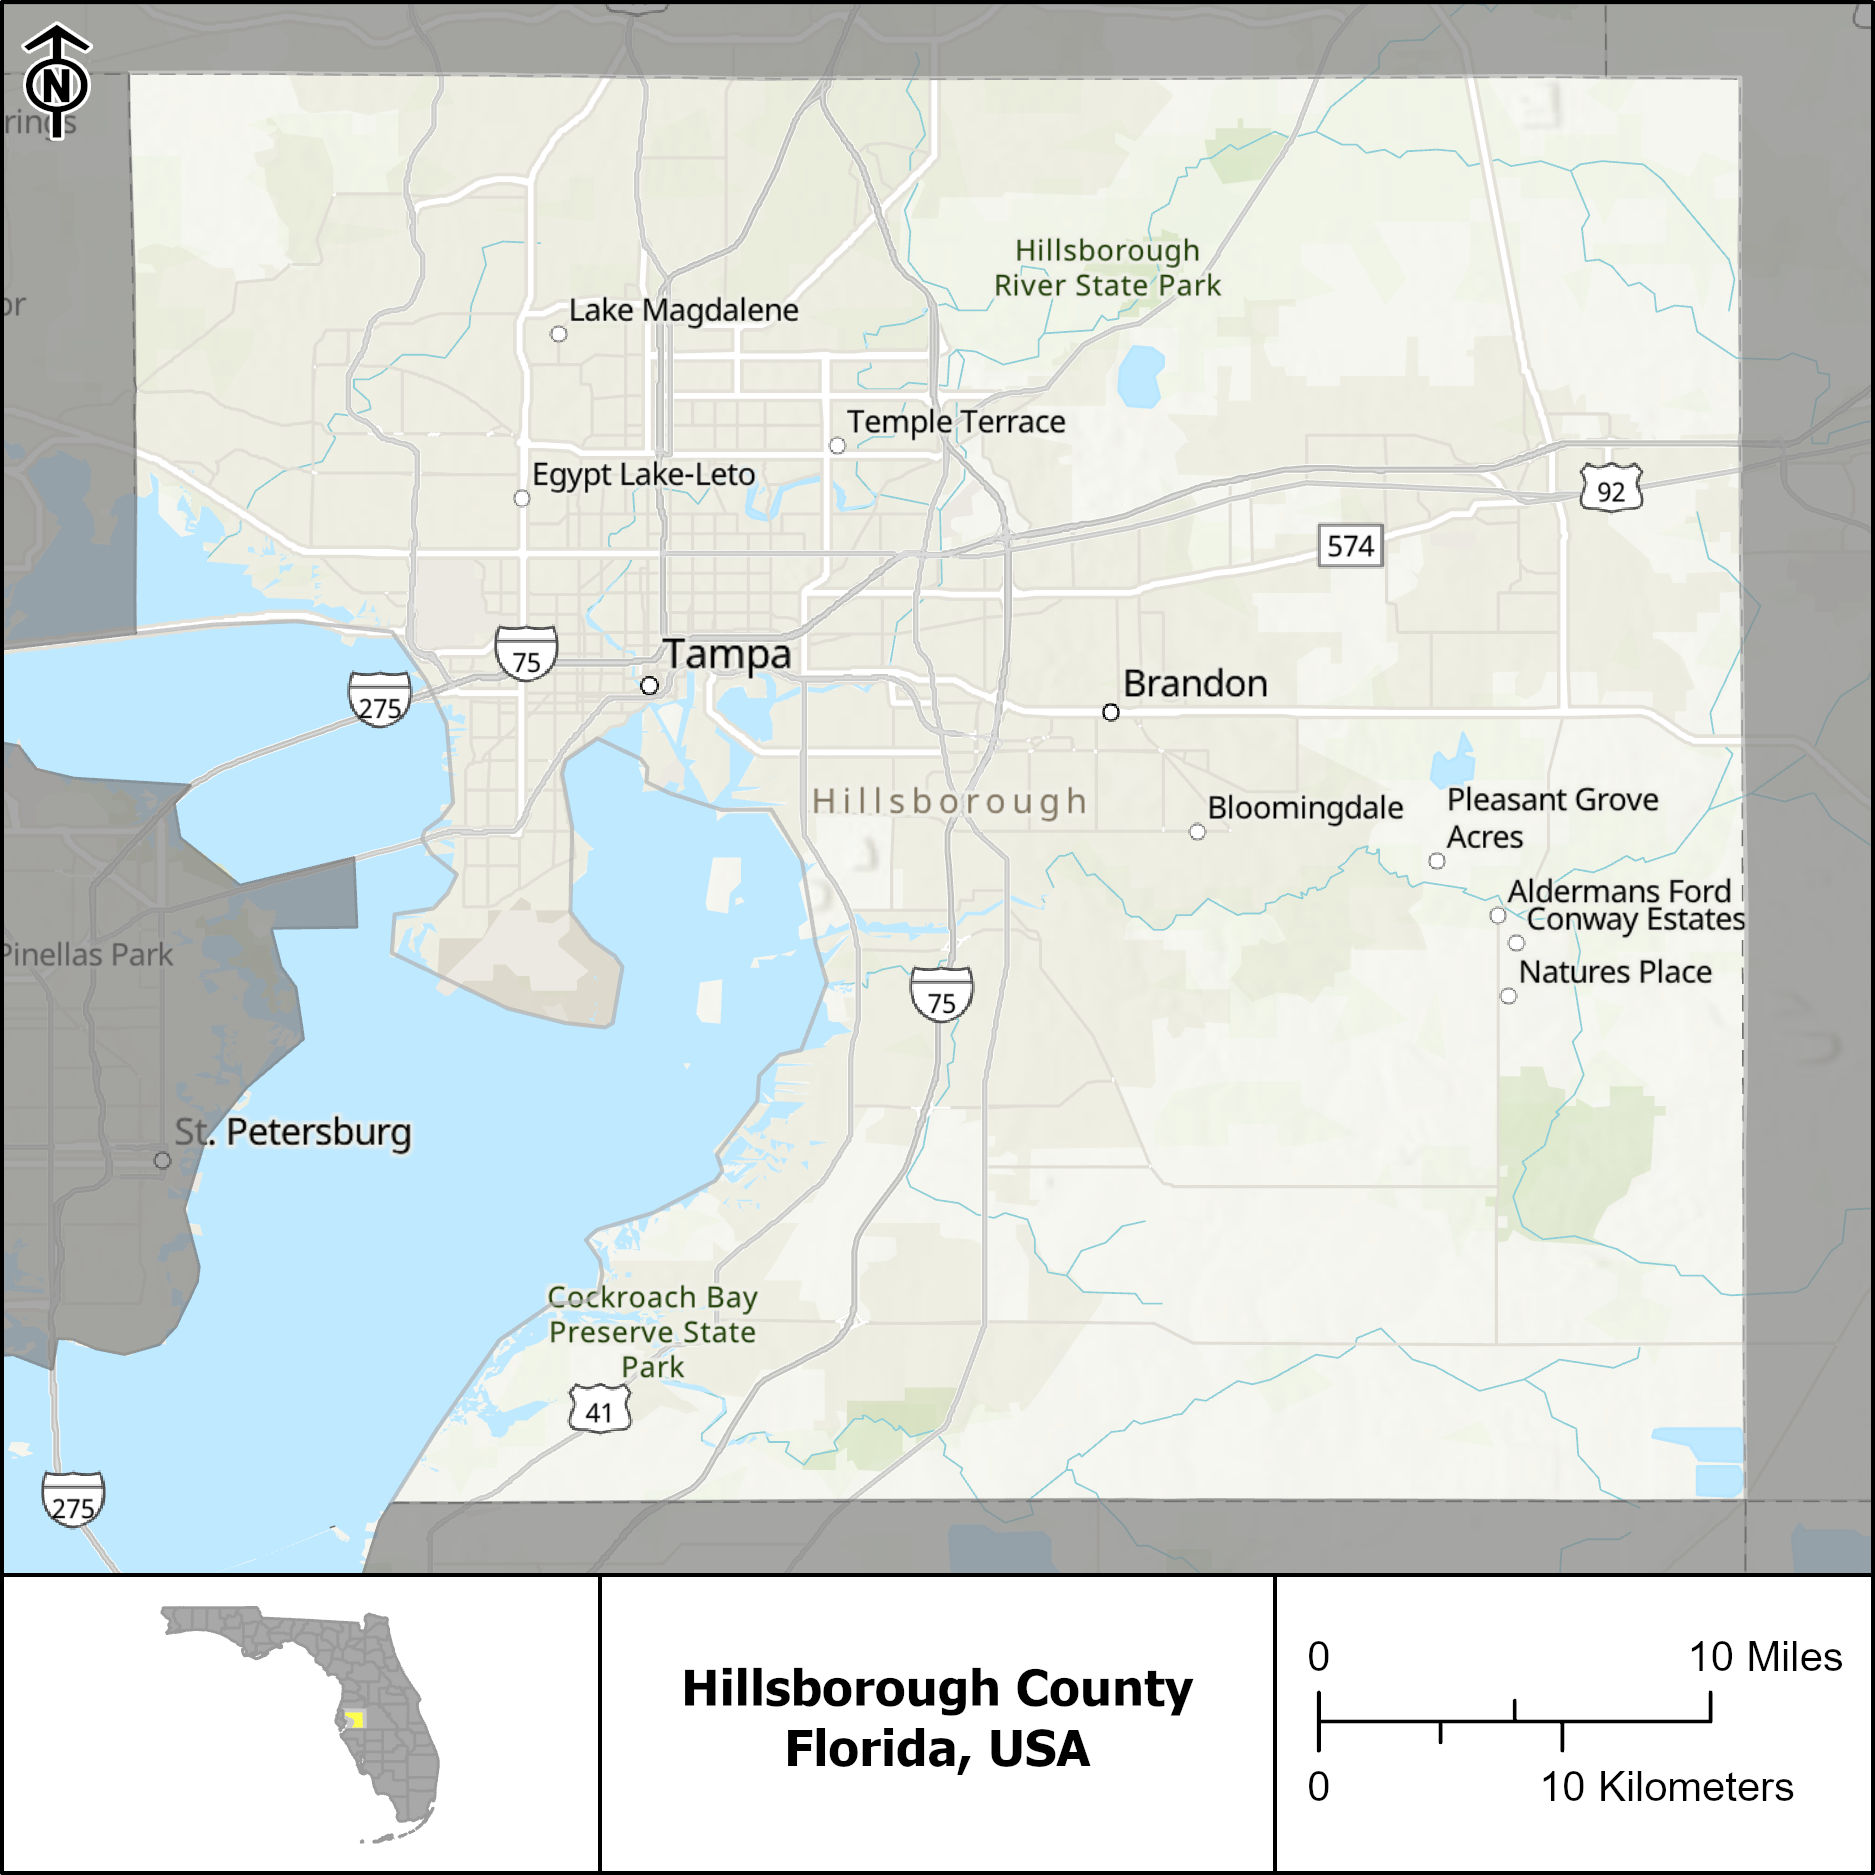 N
rings
or
Hillsborough
River State Park
Lake Magdalene
Temple Terrace
Egypt Lake-Leto
92
574
75
Tampa
275
Brandon
Hillsborough
Bloomingdale
Pleasant Grove
Acres
Aldermans Ford
Conway Estates
Pinellas Park
Natures Place
75
St. Petersburg
Cockroach Bay
Preserve State
Park
41
275
Hillsborough County
Florida, USA
0
10 Miles
0
10 Kilometers